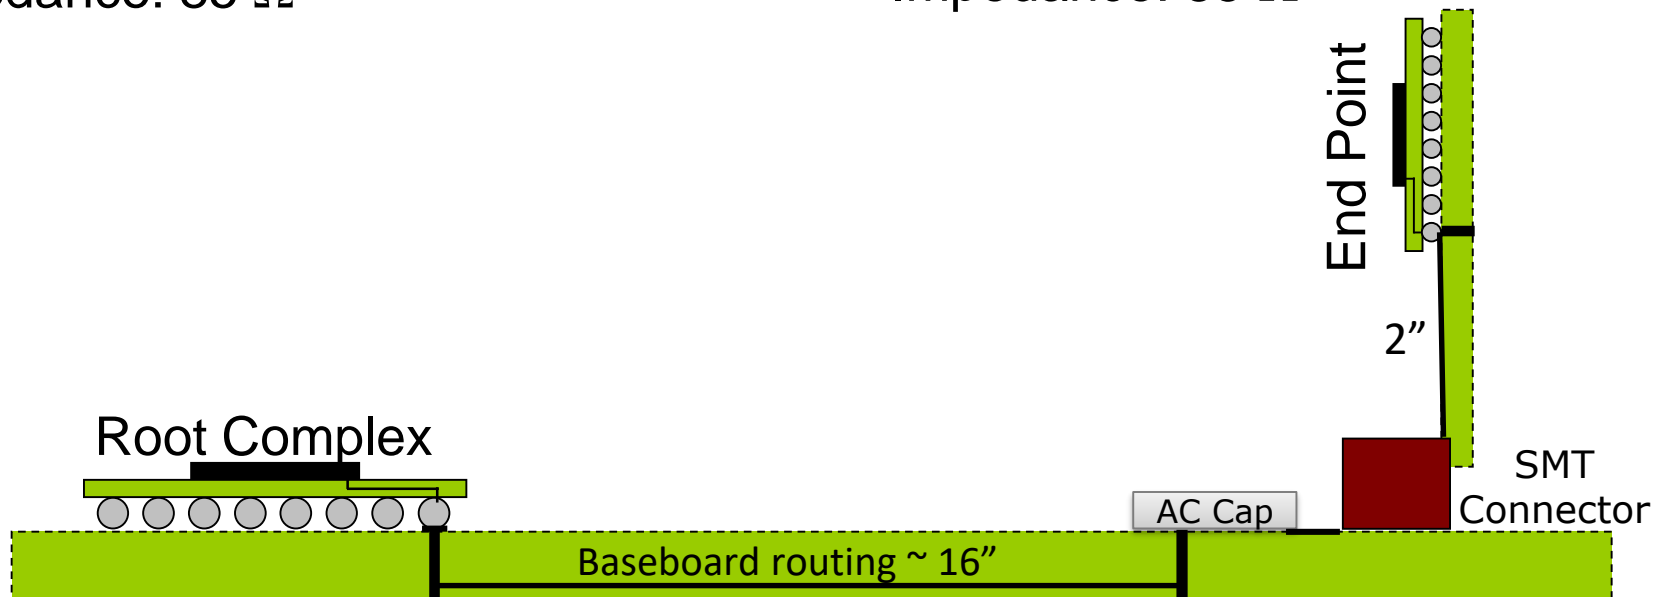 Ω
Ω
End Point
2”
Root Complex
SMT
Connector
AC Cap
Baseboard routing ~ 16”